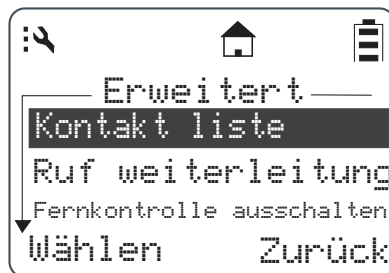 Erweitert
Kontakt liste
Ruf weiterleitung
Fernkontrolle ausschalten
Wählen Zurück